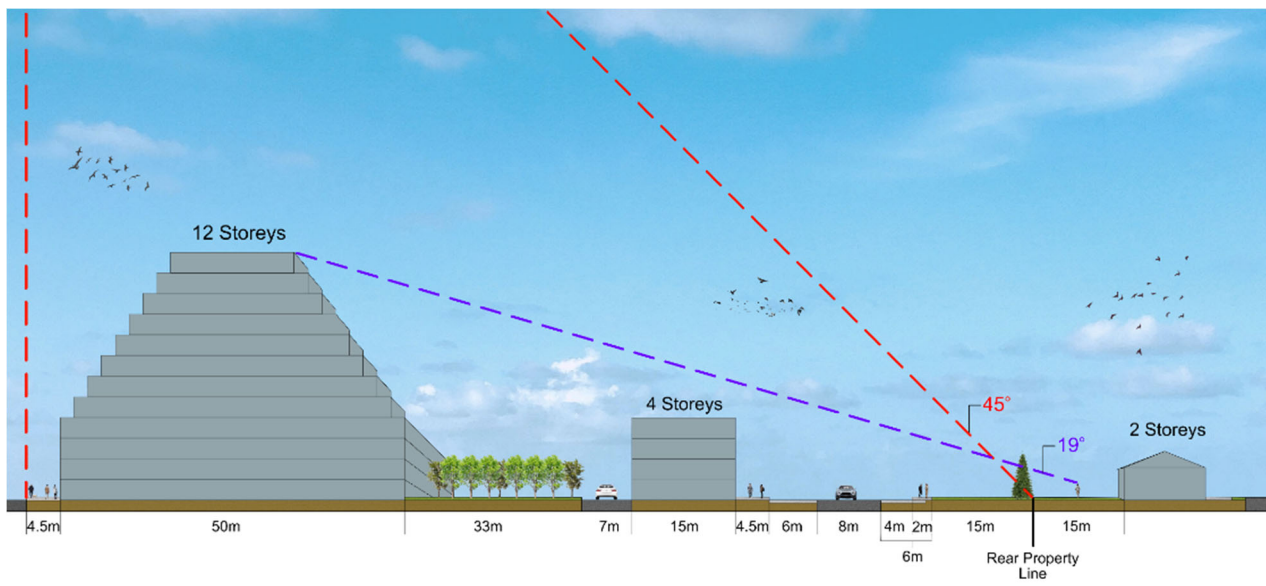 12 Storeys
4 Storeys
45°
19°
2 Storeys
4.5m
50m
33m
7m
15m
4.5m
6m
8m
4m
2m
15m
15m
6m
Rear Property
Line